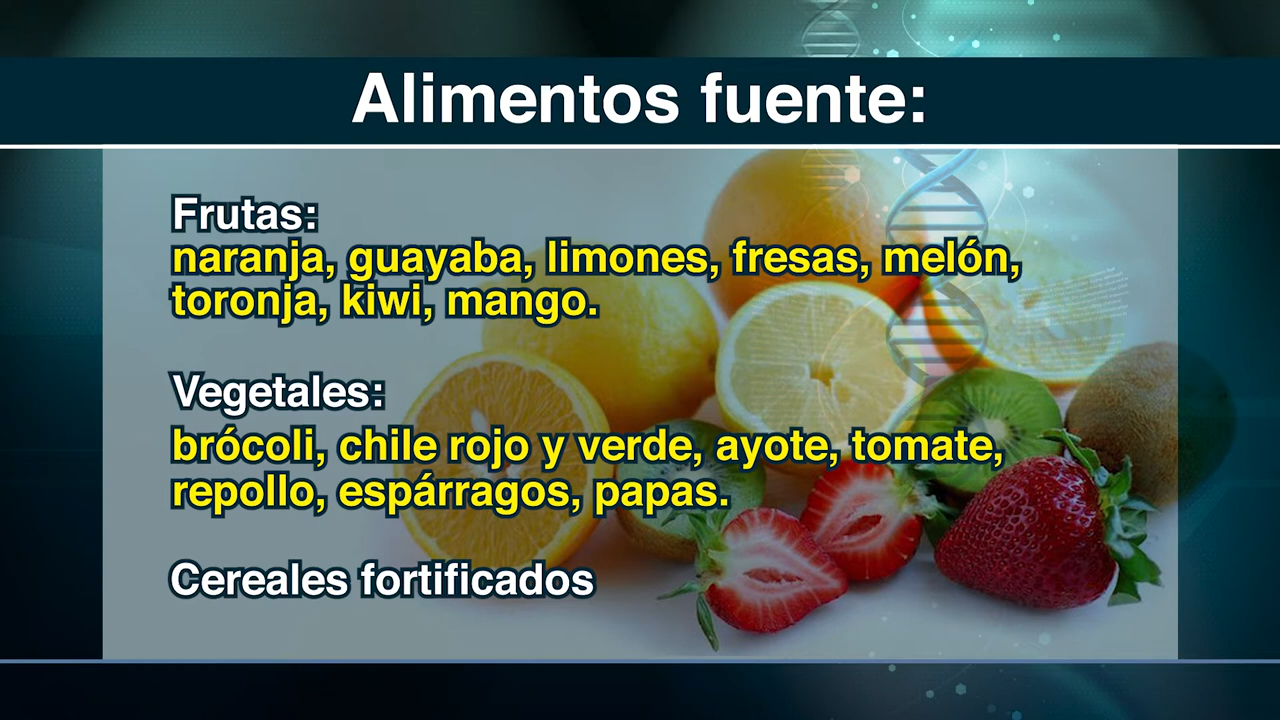 Alimentos fuente:
Frutas:
naranja, guayaba, limones, fresas, melón,
toronja, kiwi, mango.
Vegetales:
brócoli, chile rojo y verde, ayote, tomate,
repollo, espárragos, papas.
Cereales fortificados